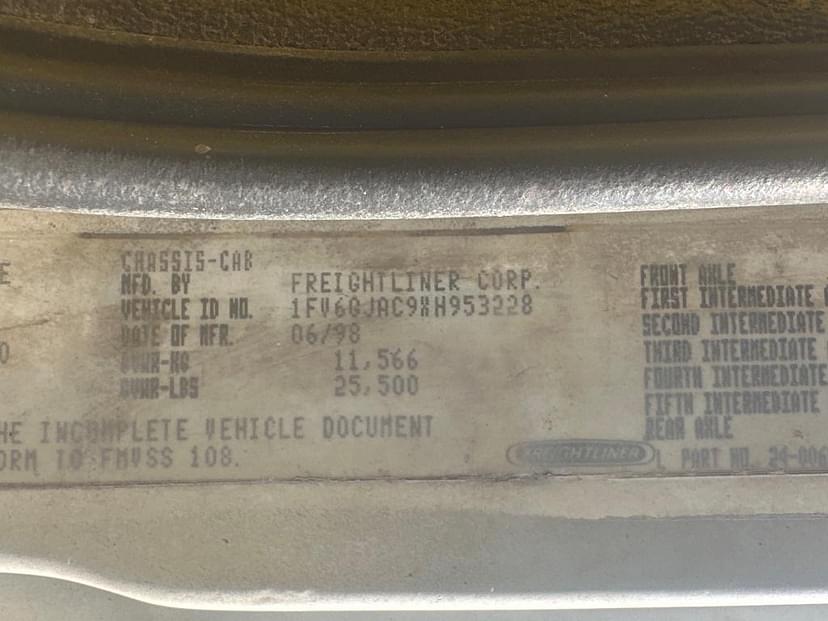 CHASSIS-CAB
MFD. BY FREIGHTLINER CORP.
VEHICLE ID NO. 1FV6GJAC9XH953228
DATE OF MFR. 06/98
GVWR-KG 11,566
GVWR-LBS 25,500
HE INCOMPLETE VEHICLE DOCUMENT
ORM TO FMVSS 108.
FREIGHTLINER
FRONT AXLE
FIRST INTERMEDIATE
SECOND INTERMEDIATE
THIRD INTERMEDIATE
FOURTH INTERMEDIATE
FIFTH INTERMEDIATE
REAR AXLE
L PART NO. 24-006